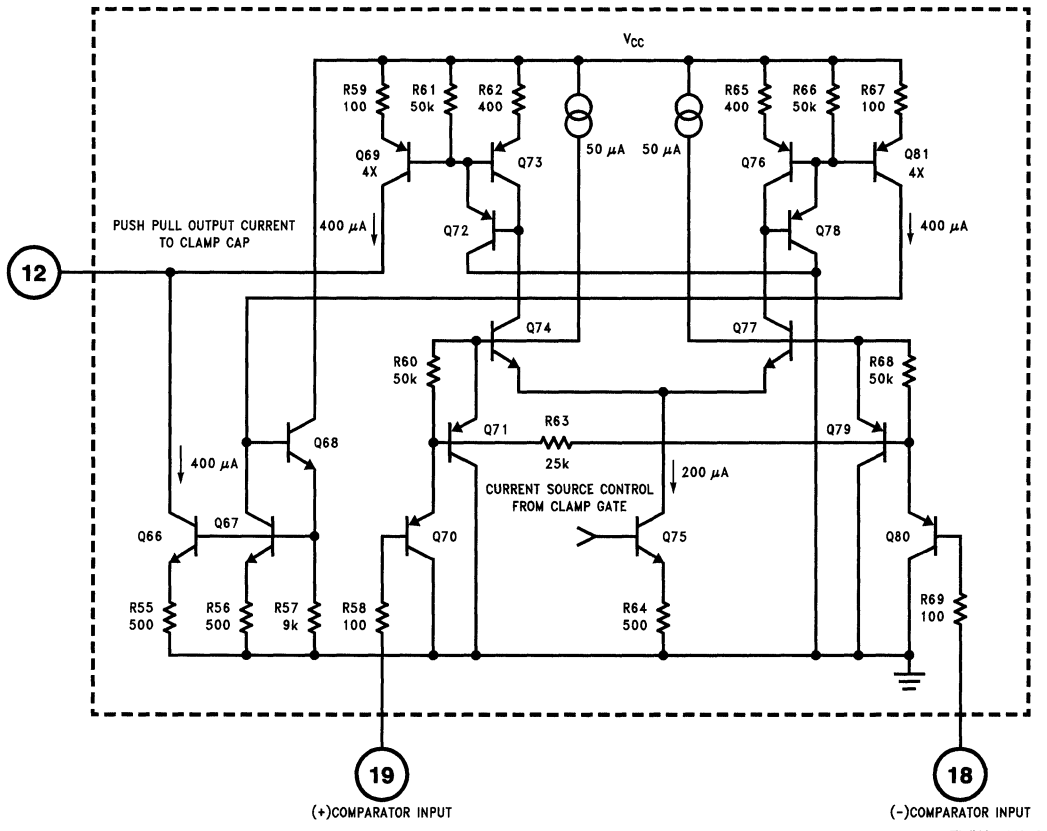 VCC
R59
100
R61
50k
R62
400
R65
400
R66
50k
R67
100
50 μA
50 μA
Q69
4X
Q73
Q76
Q81
4X
PUSH PULL OUTPUT CURRENT
TO CLAMP CAP
400 μA
Q72
Q78
400 μA
12
Q74
Q77
R60
50k
R68
50k
Q68
Q71
R63
25k
Q79
400 μA
CURRENT SOURCE CONTROL
FROM CLAMP GATE
200 μA
Q66
Q67
Q70
Q75
Q80
R55
500
R56
500
R57
9k
R58
100
R64
500
R69
100
19
(+)COMPARATOR INPUT
18
(-)COMPARATOR INPUT